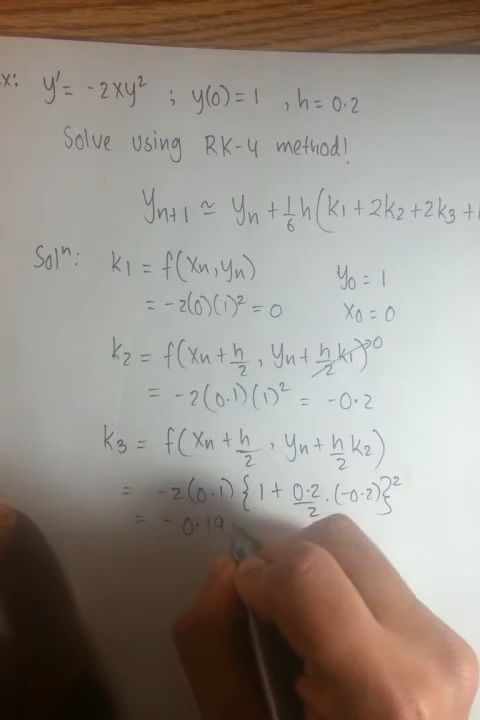 x: y' = -2xy² ; y(0) = 1 , h = 0.2
Solve using RK-4 method!
yₙ₊₁ ≃ yₙ + 1/6 h(k₁ + 2k₂ + 2k₃ +
Solⁿ: k₁ = f(xₙ, yₙ) y₀ = 1
= -2(0)(1)² = 0 x₀ = 0
k₂ = f(xₙ + h/2 , yₙ + h/2 k₁) 0
= -2(0.1)(1)² = -0.2
k₃ = f(xₙ + h/2 , yₙ + h/2 k₂)
= -2(0.1){1 + 0.2/2 . (-0.2)}²
= -0.19